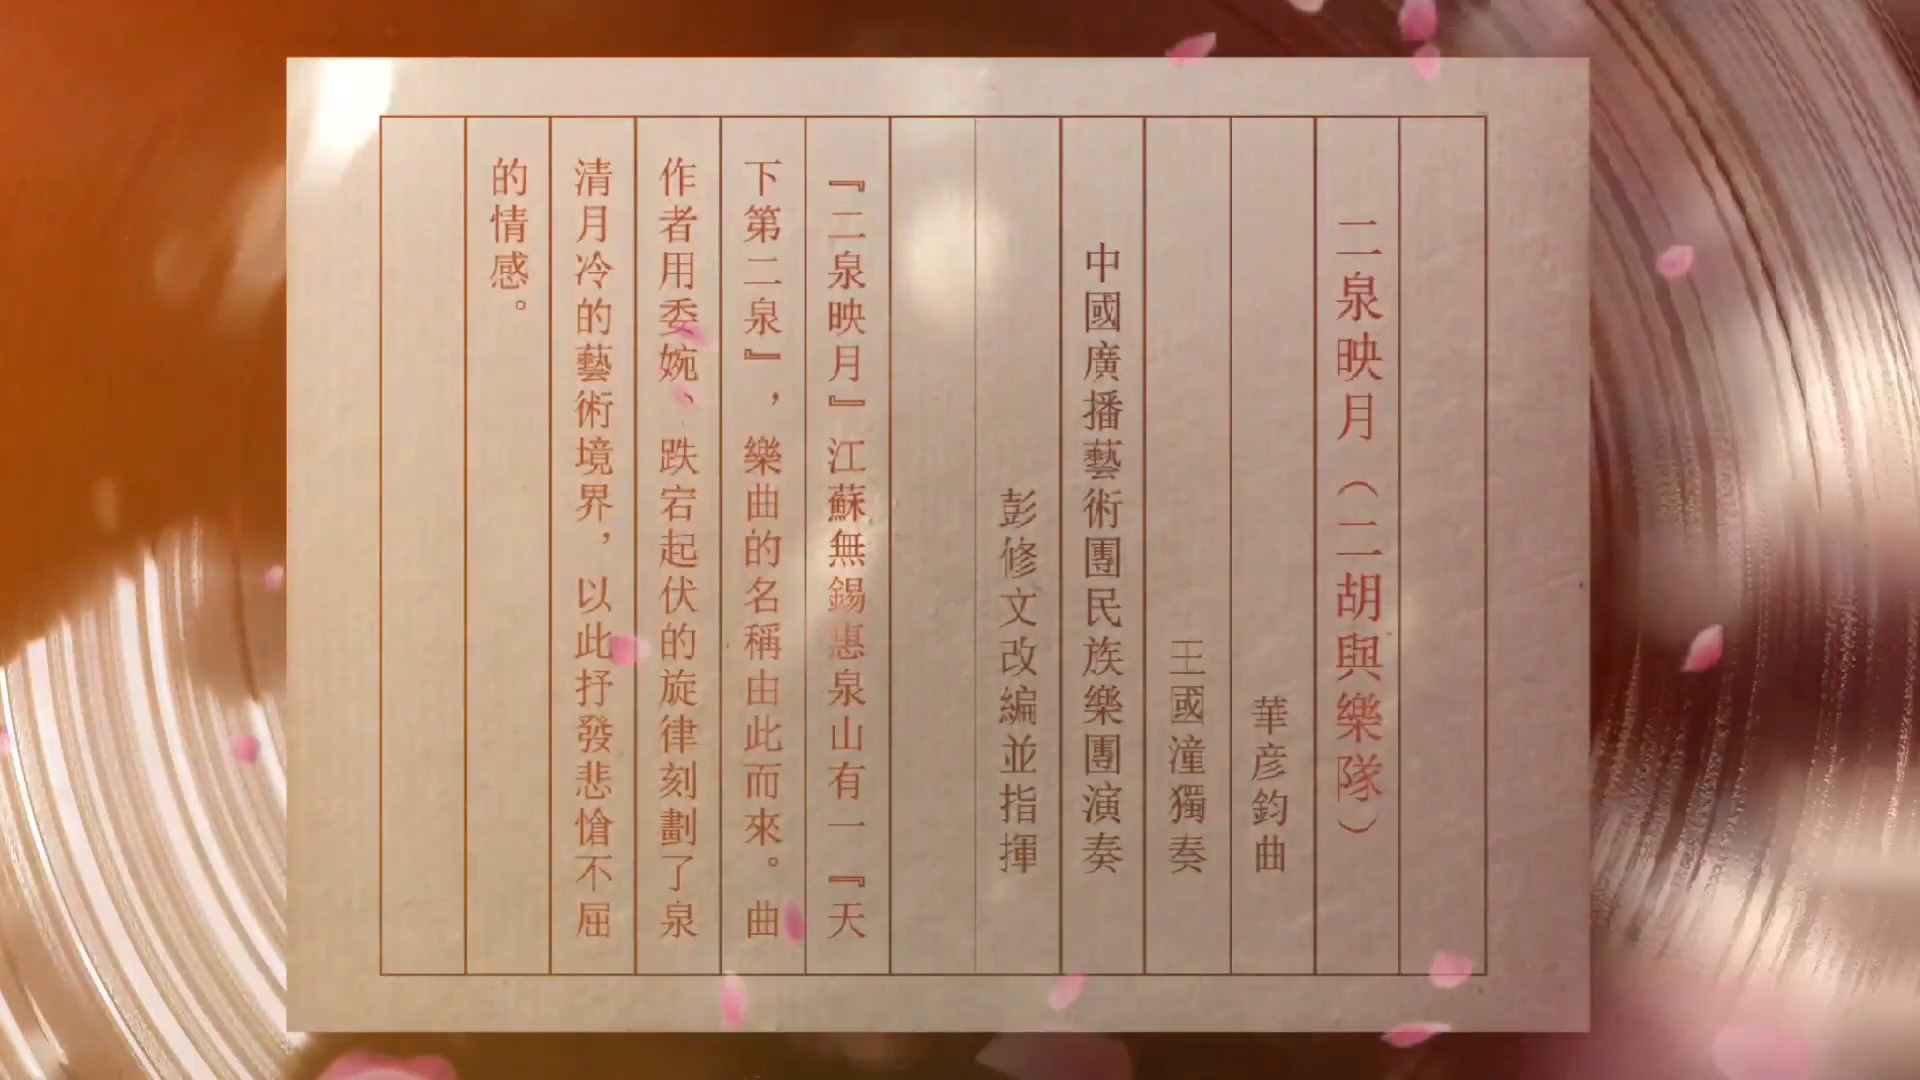 二泉映月（二胡與樂隊）
華彦鈞曲
王國潼獨奏
中國廣播藝術團民族樂團演奏
彭修文改編並指揮
『二泉映月』江蘇無錫惠泉山有一『天
下第二泉』，樂曲的名稱由此而來。曲
作者用委婉、跌宕起伏的旋律刻劃了泉
清月冷的藝術境界，以此抒發悲愴不屈
的情感。